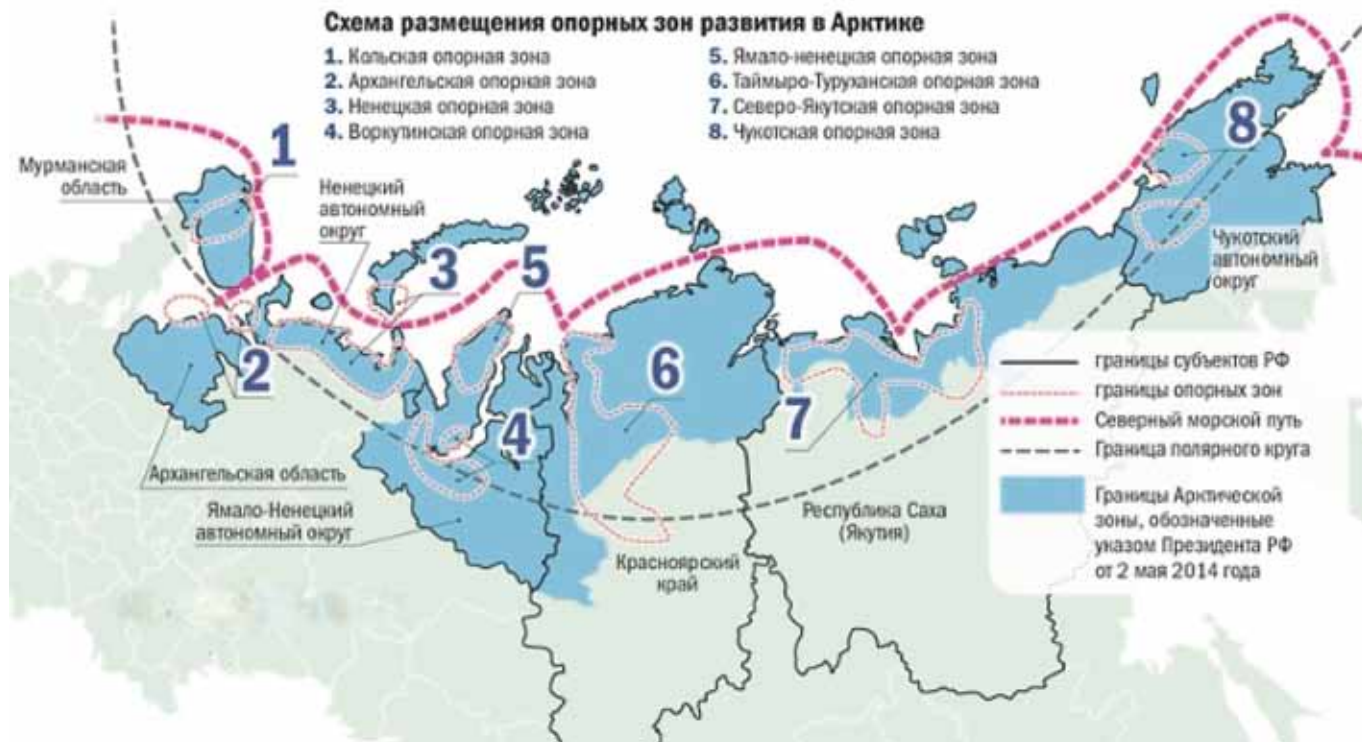 Схема размещения опорных зон развития в Арктике
1. Кольская опорная зона
2. Архангельская опорная зона
3. Ненецкая опорная зона
4. Воркутинская опорная зона
5. Ямало-ненецкая опорная зона
6. Таймыро-Туруханская опорная зона
7. Северо-Якутская опорная зона
8. Чукотская опорная зона
1
Мурманская
область
Ненецкий
автономный
округ
3
5
8
Чукотский
автономный
округ
2
6
7
4
Архангельская область
Ямало-Ненецкий
автономный округ
Красноярский
край
Республика Саха
(Якутия)
границы субъектов РФ
границы опорных зон
Северный морской путь
Граница полярного круга
Границы Арктической
зоны, обозначенные
указом Президента РФ
от 2 мая 2014 года